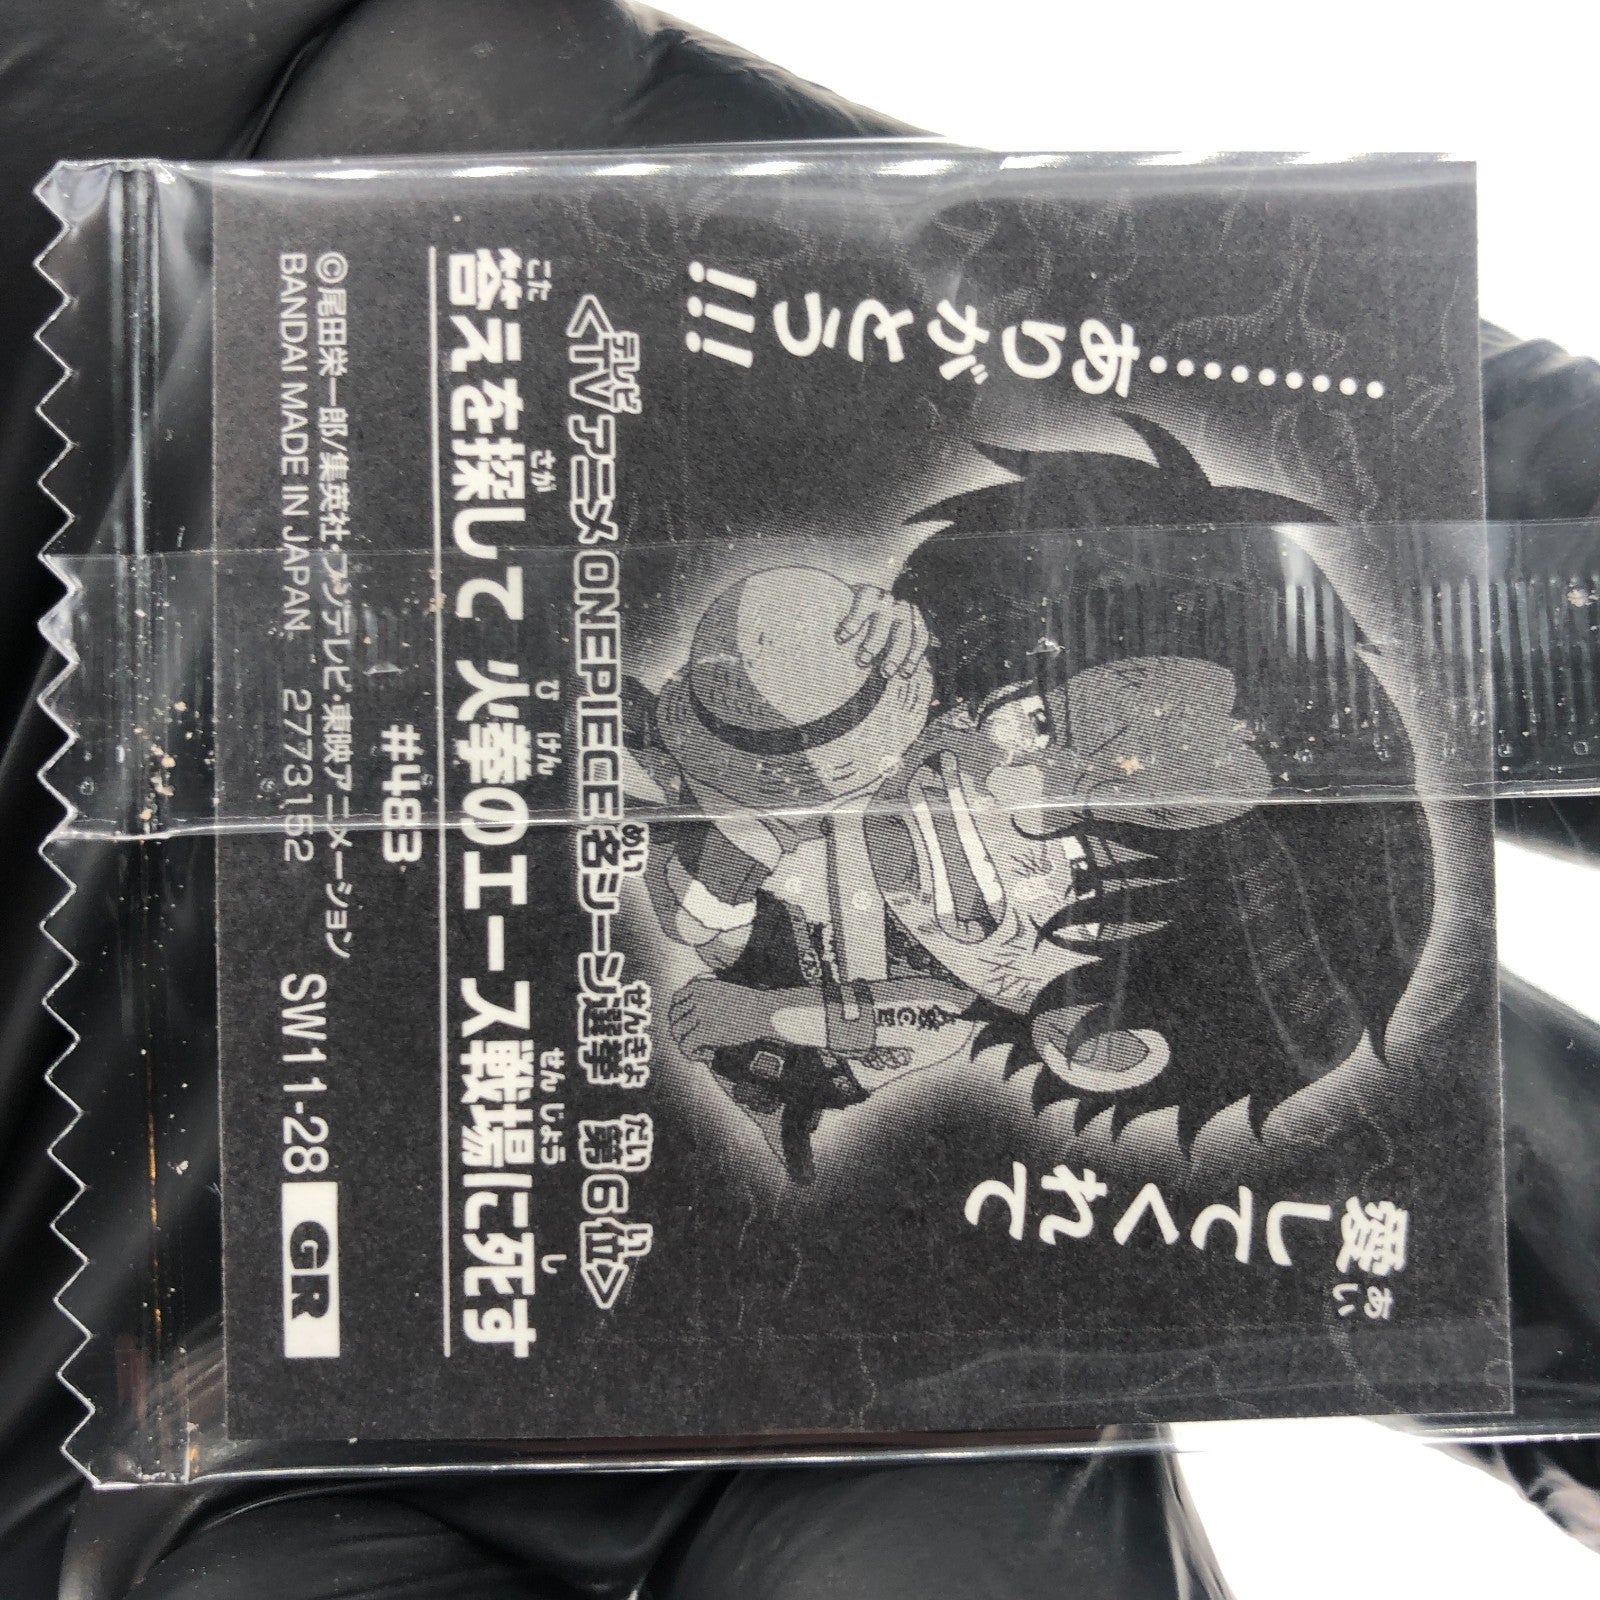 愛してくれて
………ありがとう!!!
<TVアニメONEPIECE名シーン選挙 第6位>
答えを探して 火拳のエース戦場に死す
#483
©尾田栄一郎/集英社・フジテレビ・東映アニメーション
BANDAI MADE IN JAPAN 2773152 SW11-28 GR